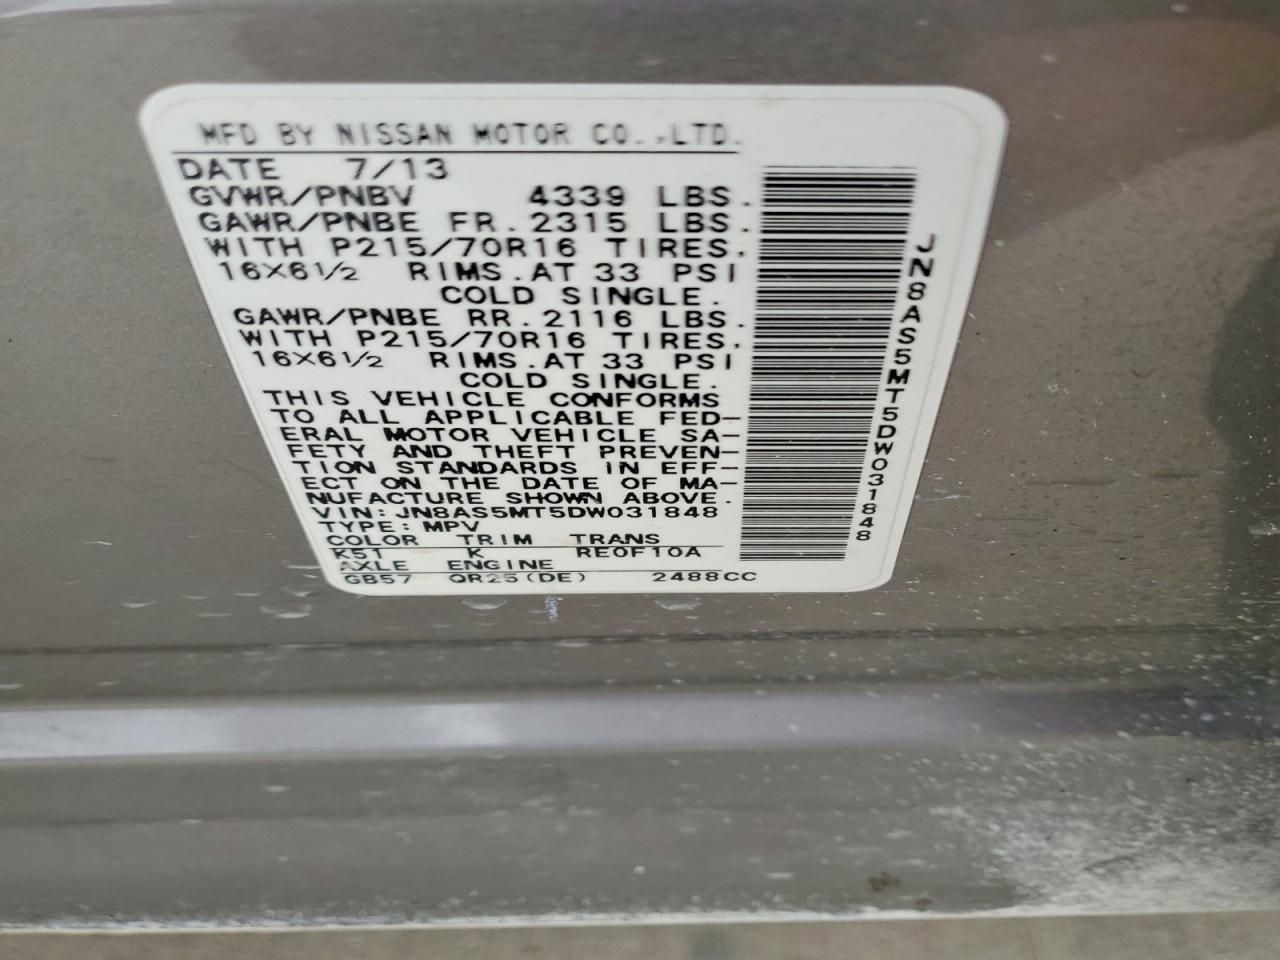 MFD BY NISSAN MOTOR CO.,LTD.
DATE 7/13
GVWR/PNBV 4339 LBS.
GAWR/PNBE FR. 2315 LBS.
WITH P215/70R16 TIRES.
16X6½ RIMS. AT 33 PSI
COLD SINGLE.
GAWR/PNBE RR. 2116 LBS.
WITH P215/70R16 TIRES.
16X6½ RIMS. AT 33 PSI
COLD SINGLE.
THIS VEHICLE CONFORMS
TO ALL APPLICABLE FED-
ERAL MOTOR VEHICLE SA-
FETY AND THEFT PREVEN-
TION STANDARDS IN EFF-
ECT ON THE DATE OF MA-
NUFACTURE SHOWN ABOVE.
VIN: JN8AS5MT5DW031848
TYPE: MPV
COLOR TRIM TRANS
K51 K RE0F10A
AXLE ENGINE
GB57 QR25(DE) 2488CC
JN8AS5MT5DW031848